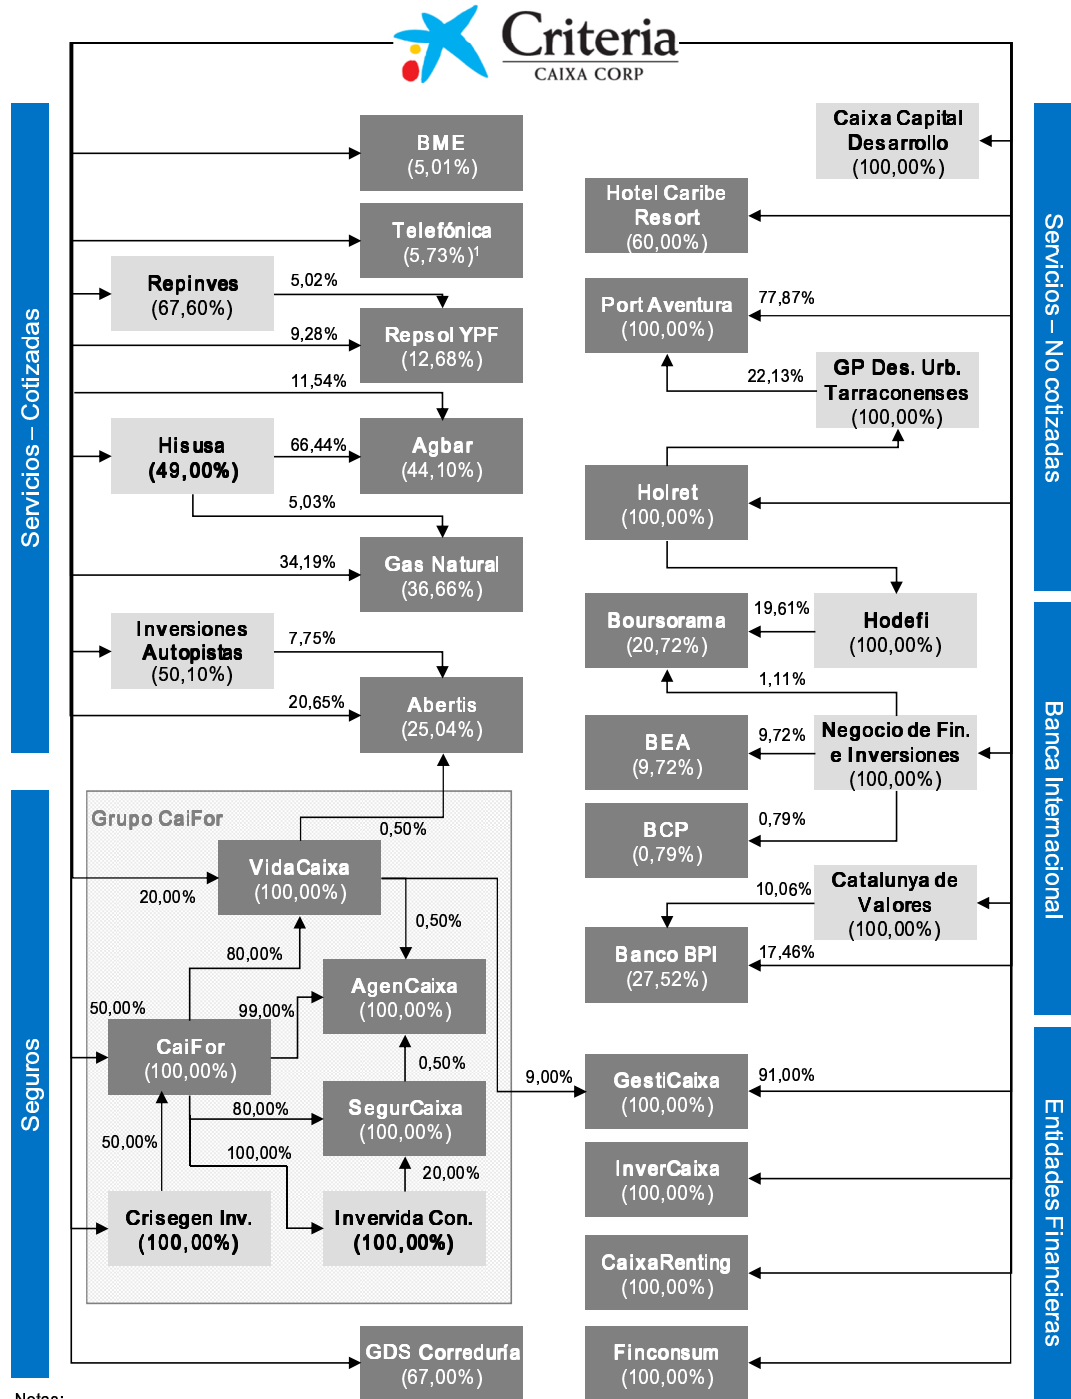 Criteria
CAIXA CORP
Servicios – Cotizadas
BME
(5,01%)
Telefónica
(5,73%)¹
Repinves
(67,60%)
5,02%
9,28%
Repsol YPF
(12,68%)
11,54%
Hisusa
(49,00%)
66,44%
Agbar
(44,10%)
5,03%
34,19%
Gas Natural
(36,66%)
Inversiones
Autopistas
(50,10%)
7,75%
20,65%
Abertis
(25,04%)
Seguros
Grupo CaiFor
0,50%
VidaCaixa
(100,00%)
20,00%
0,50%
80,00%
AgenCaixa
(100,00%)
50,00%
99,00%
CaiFor
(100,00%)
0,50%
80,00%
SegurCaixa
(100,00%)
50,00%
100,00%
20,00%
Crisegen Inv.
(100,00%)
Invervida Con.
(100,00%)
GDS Correduría
(67,00%)
Servicios – No cotizadas
Caixa Capital
Desarrollo
(100,00%)
Hotel Caribe
Resort
(60,00%)
Port Aventura
(100,00%)
77,87%
22,13%
GP Des. Urb.
Tarraconenses
(100,00%)
Holret
(100,00%)
Banca Internacional
Boursorama
(20,72%)
19,61%
Hodefi
(100,00%)
1,11%
BEA
(9,72%)
9,72%
Negocio de Fin.
e Inversiones
(100,00%)
BCP
(0,79%)
0,79%
10,06%
Catalunya de
Valores
(100,00%)
Banco BPI
(27,52%)
17,46%
Entidades Financieras
9,00%
GestiCaixa
(100,00%)
91,00%
InverCaixa
(100,00%)
CaixaRenting
(100,00%)
Finconsum
(100,00%)
Notas: